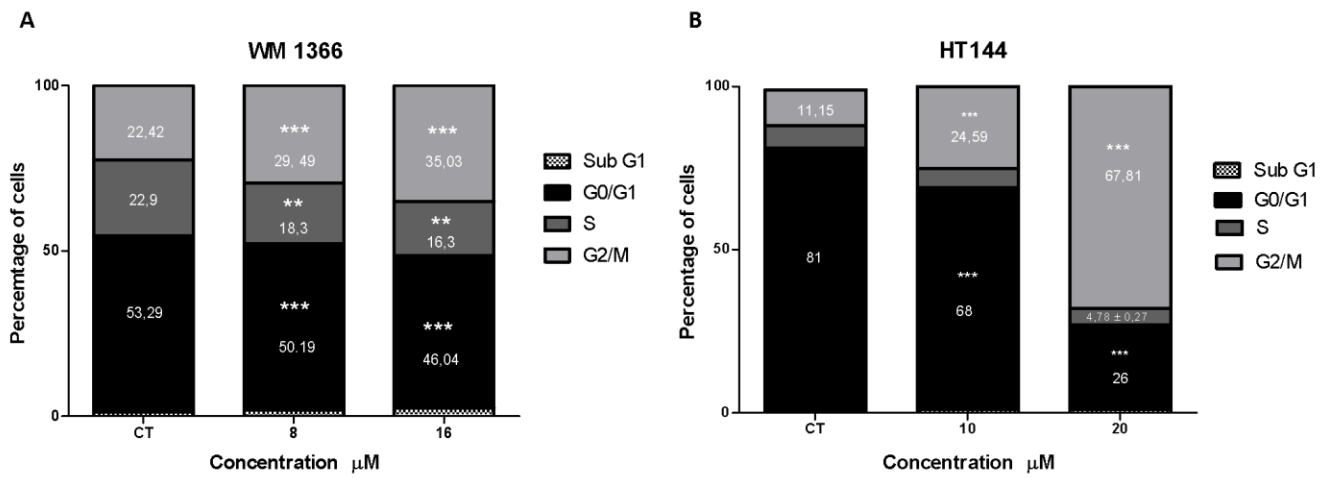 A
WM 1366
Percemtage of cells
100
50
0
22,42
22,9
53,29
***
29, 49
**
18,3
***
50.19
***
35,03
**
16,3
***
46,04
CT
8
16
Concentration μM
Sub G1
G0/G1
S
G2/M
B
HT144
Percentage of cells
100
50
0
11,15
81
***
24,59
***
68
***
67,81
4,78 ± 0,27
***
26
CT
10
20
Concentration μM
Sub G1
G0/G1
S
G2/M